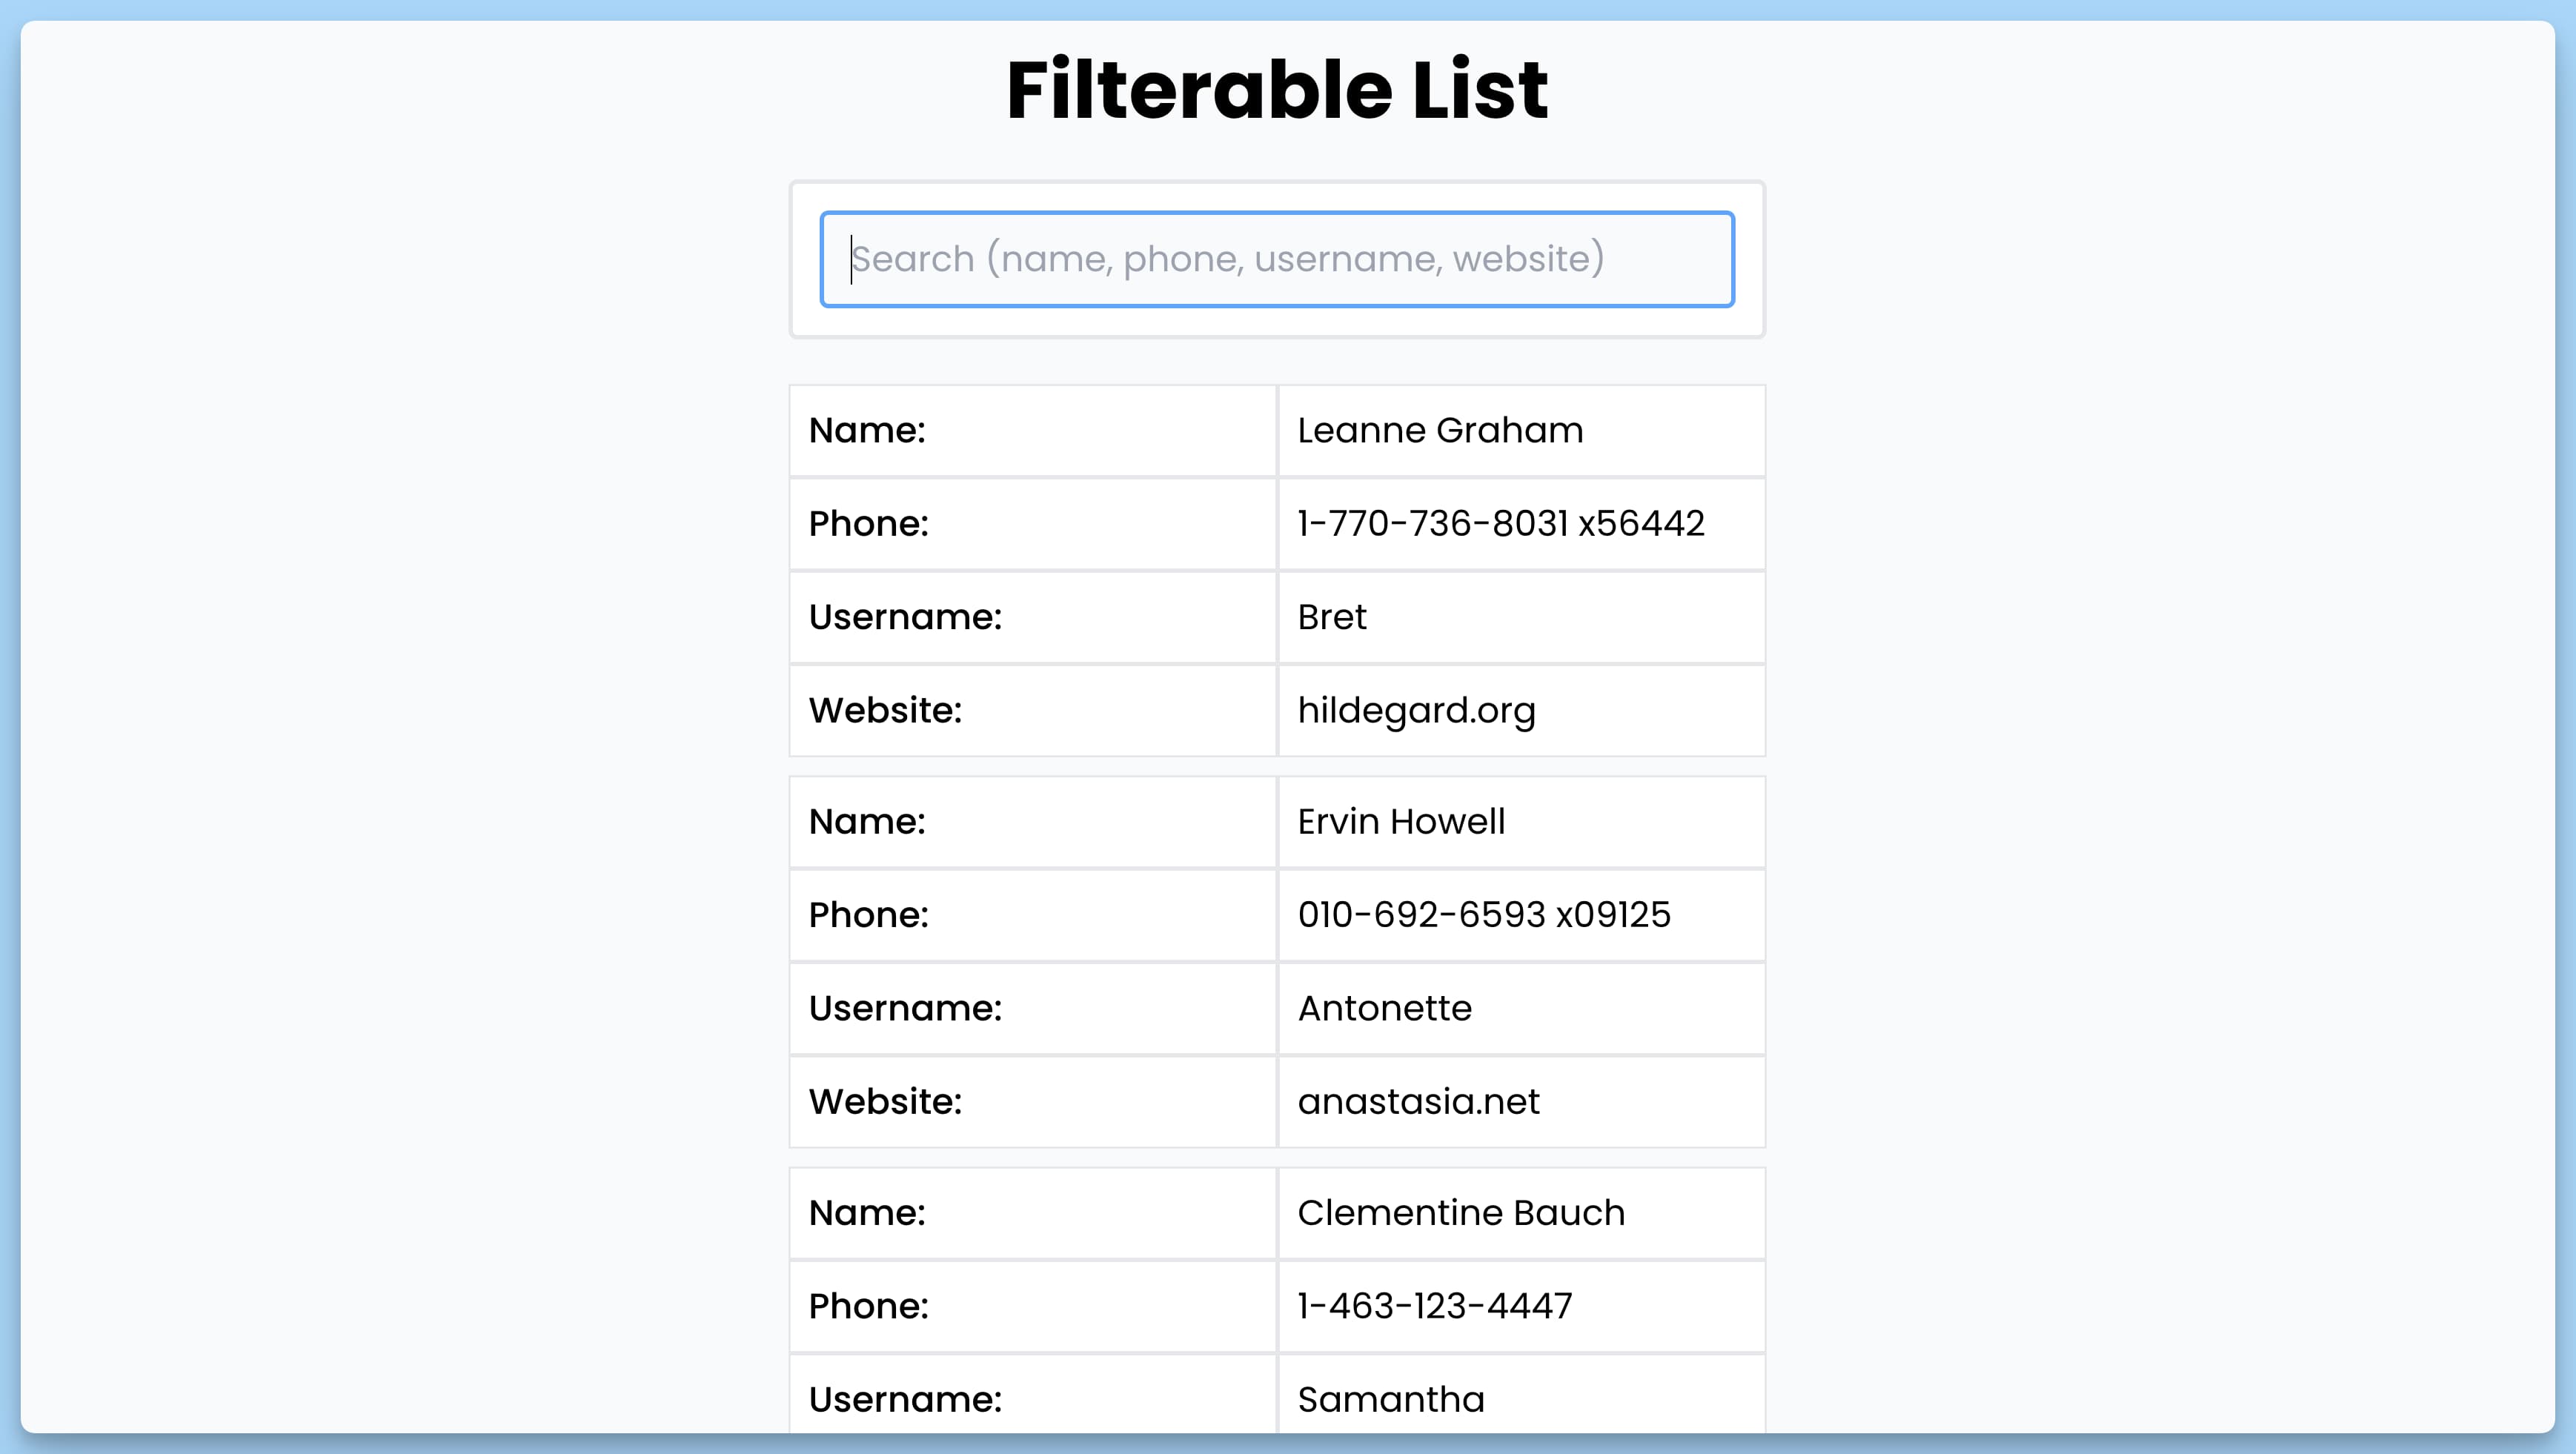 Filterable List
Search (name, phone, username, website)
Name: Leanne Graham
Phone: 1-770-736-8031 x56442
Username: Bret
Website: hildegard.org
Name: Ervin Howell
Phone: 010-692-6593 x09125
Username: Antonette
Website: anastasia.net
Name: Clementine Bauch
Phone: 1-463-123-4447
Username: Samantha